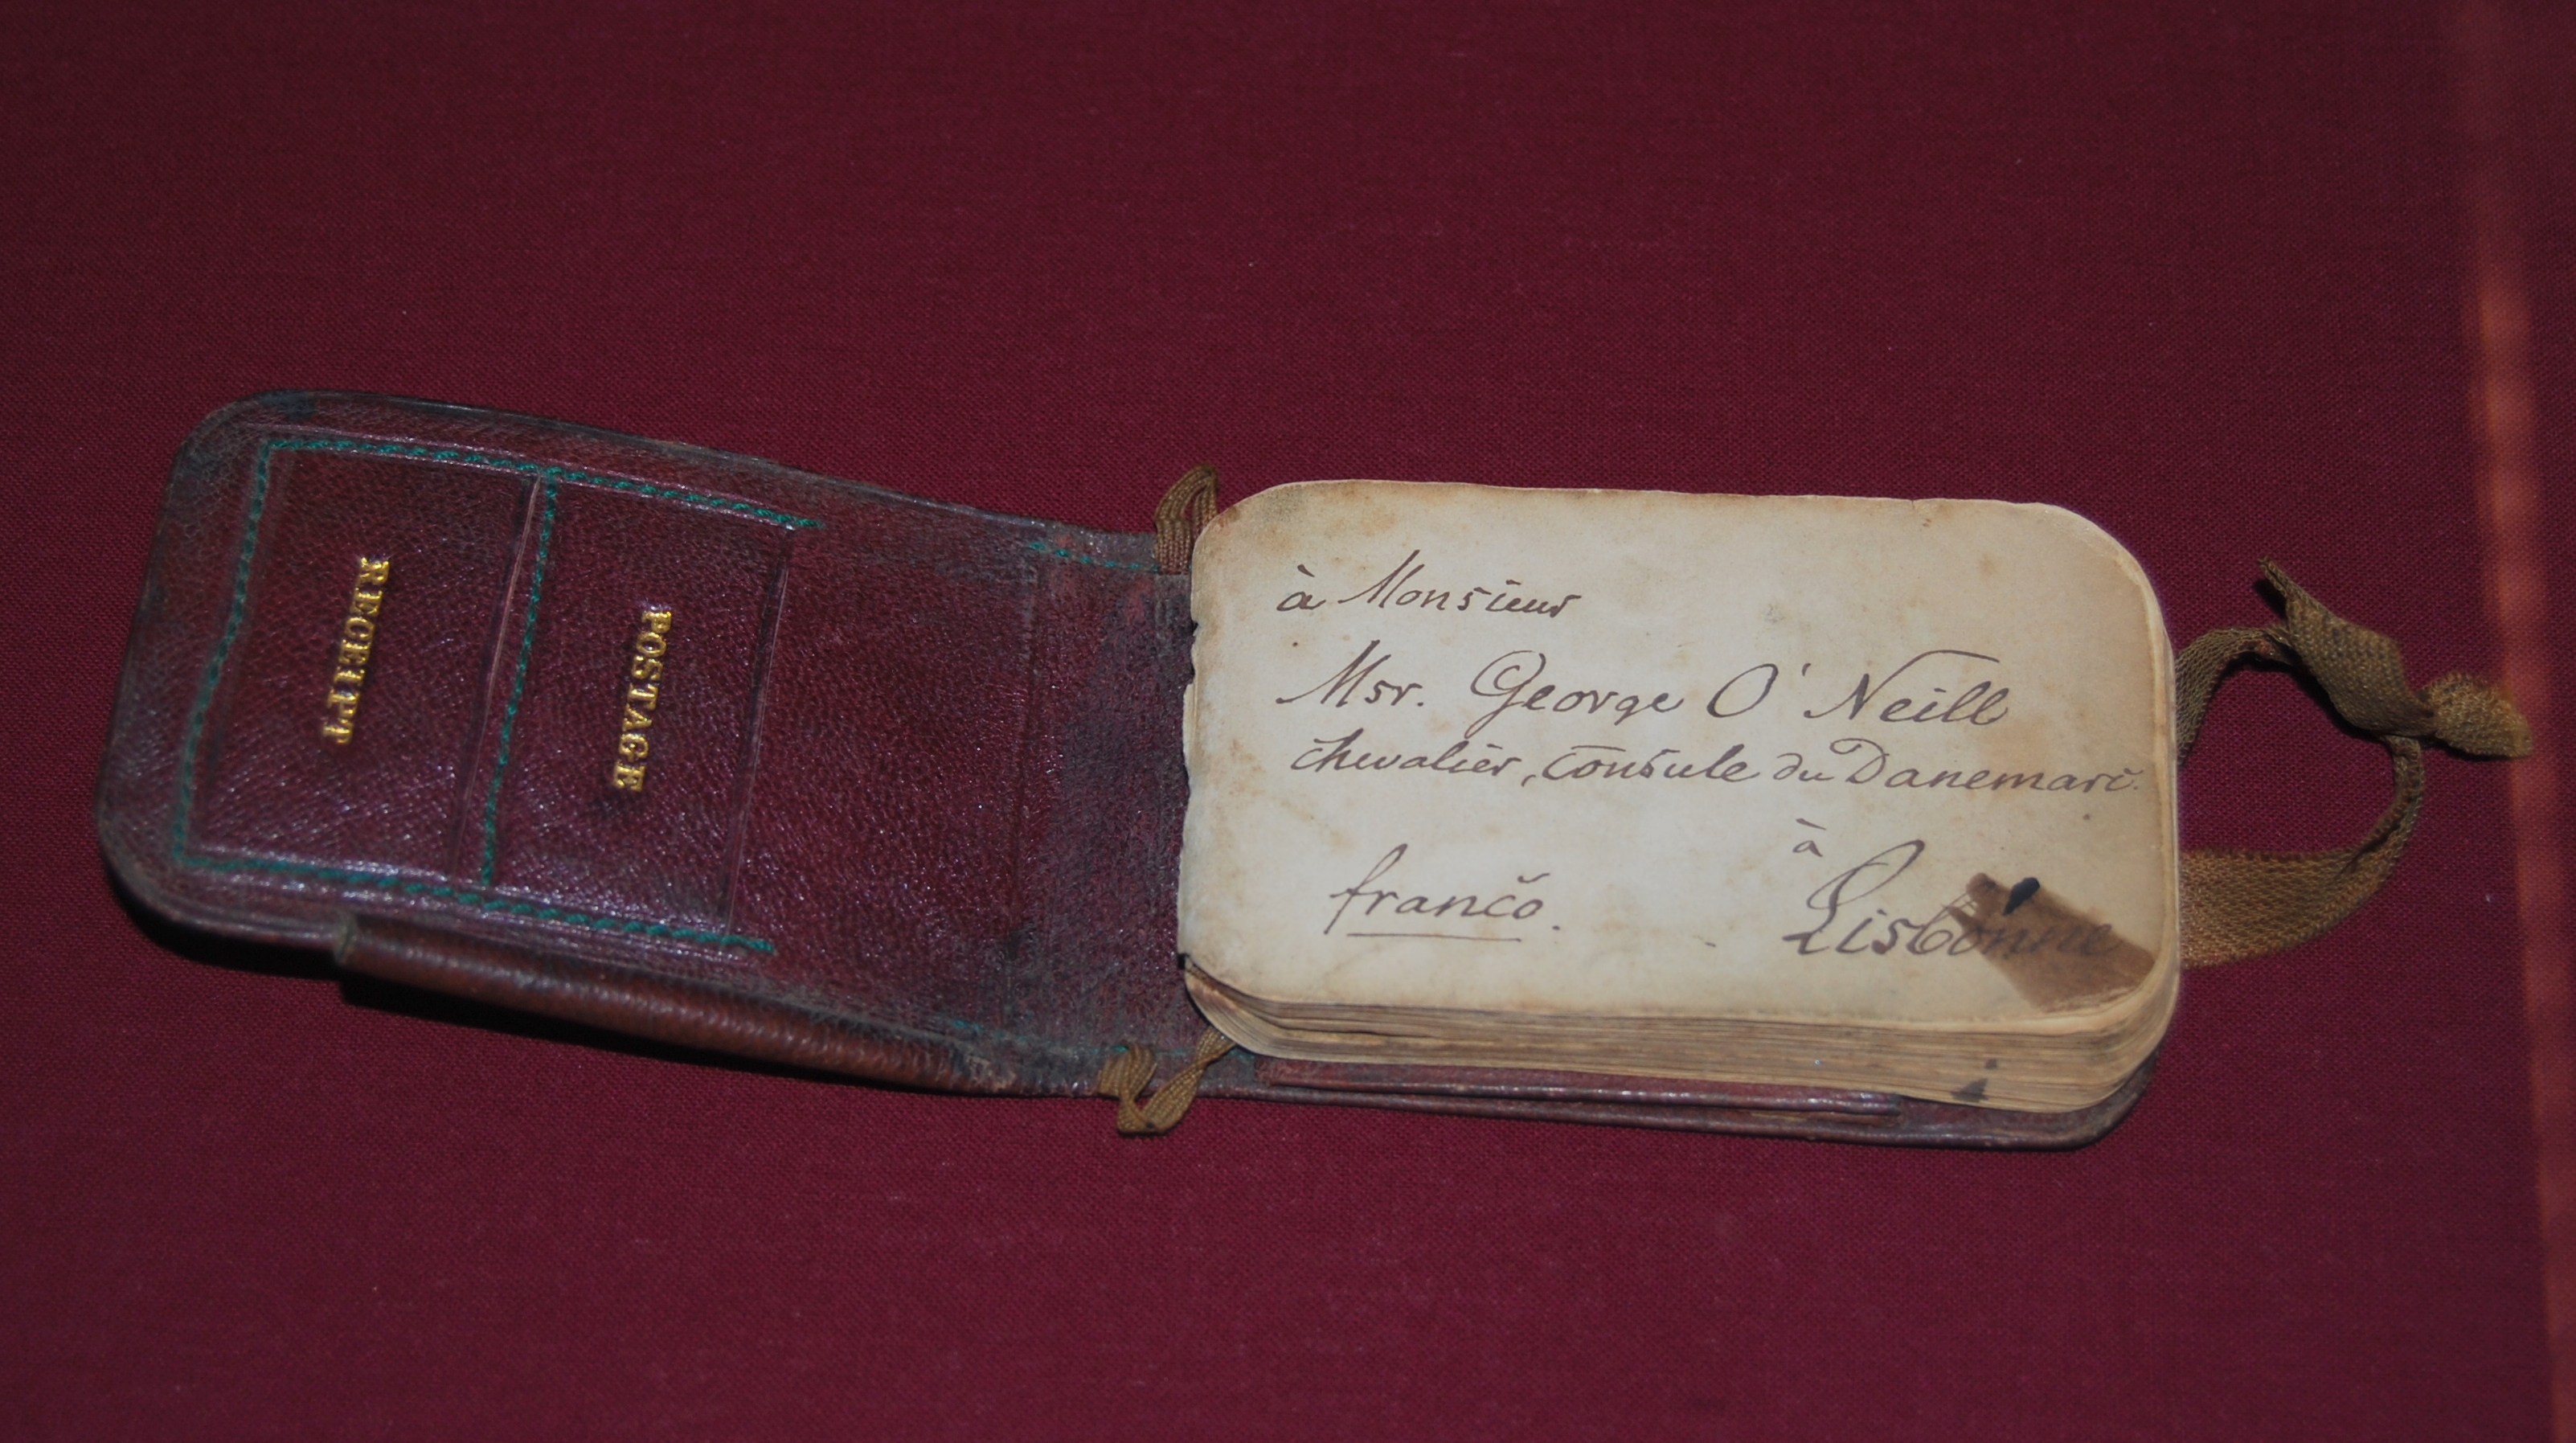 RECEIPT
POSTAGE
à Monsieur
Msr. George O'Neill
chevalier, consule du Danemarc.
à
franco. Lisbonne